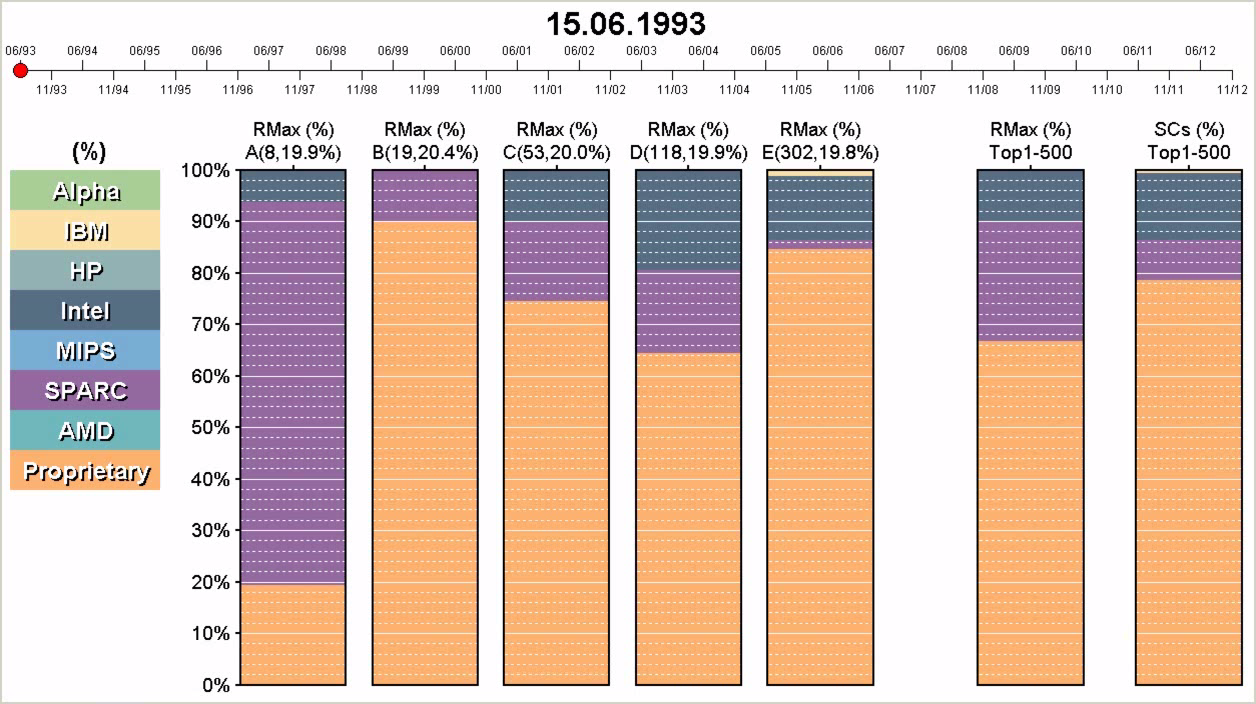 15.06.1993
06/93 06/94 06/95 06/96 06/97 06/98 06/99 06/00 06/01 06/02 06/03 06/04 06/05 06/06 06/07 06/08 06/09 06/10 06/11 06/12
11/93 11/94 11/95 11/96 11/97 11/98 11/99 11/00 11/01 11/02 11/03 11/04 11/05 11/06 11/07 11/08 11/09 11/10 11/11 11/12
RMax (%) RMax (%) RMax (%) RMax (%) RMax (%) RMax (%) SCs (%)
(%) A(8,19.9%) B(19,20.4%) C(53,20.0%) D(118,19.9%) E(302,19.8%) Top1-500 Top1-500
Alpha
IBM
HP
Intel
MIPS
SPARC
AMD
Proprietary
100%
90%
80%
70%
60%
50%
40%
30%
20%
10%
0%